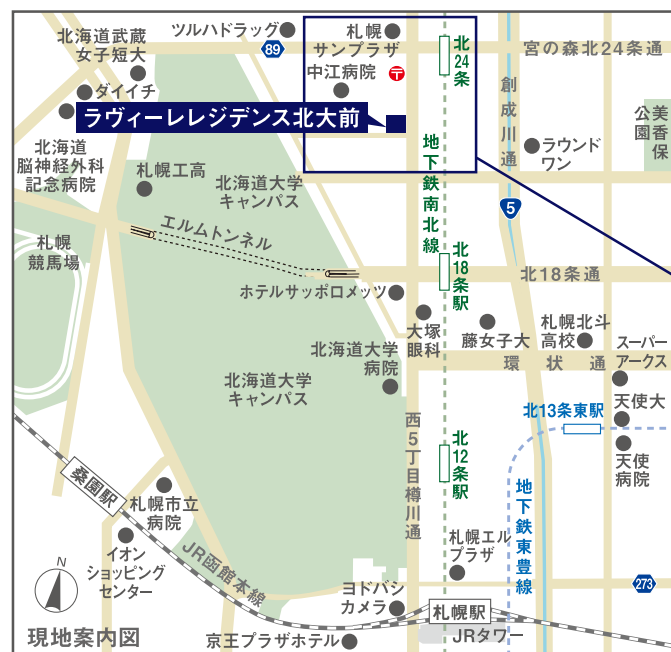 ツルハドラッグ
札幌
サンプラザ
北24条
宮の森北24条通
89
北海道武蔵
女子短大
中江病院
〒
ダイイチ
ラヴィーレレジデンス北大前
創成川通
美香保
公園
ラウンド
ワン
北海道
脳神経外科
記念病院
札幌工高
北海道大学
キャンパス
地下鉄南北線
5
エルムトンネル
札幌
競馬場
北18条駅
北18条通
ホテルサッポロメッツ
大塚
眼科
藤女子大
札幌北斗
高校
スーパー
アークス
環状通
北海道大学
病院
北海道大学
キャンパス
天使大
北13条東駅
西5丁目樽川通
北12条駅
天使
病院
桑園駅
札幌市立
病院
地下鉄東豊線
イオン
ショッピング
センター
JR函館本線
札幌エル
プラザ
273
N
ヨドバシ
カメラ
札幌駅
現地案内図
京王プラザホテル
JRタワー